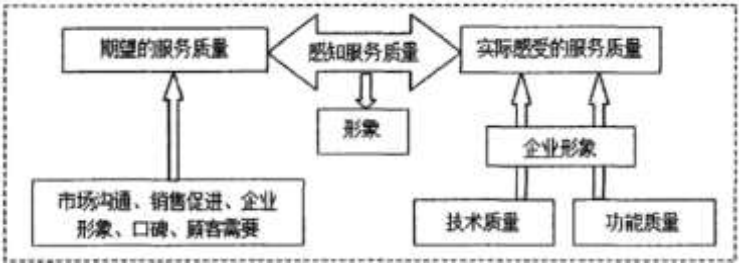 期望的服务质量
感知服务质量
实际感受的服务质量
形象
企业形象
市场沟通、销售促进、企业
形象、口碑、顾客需要
技术质量
功能质量